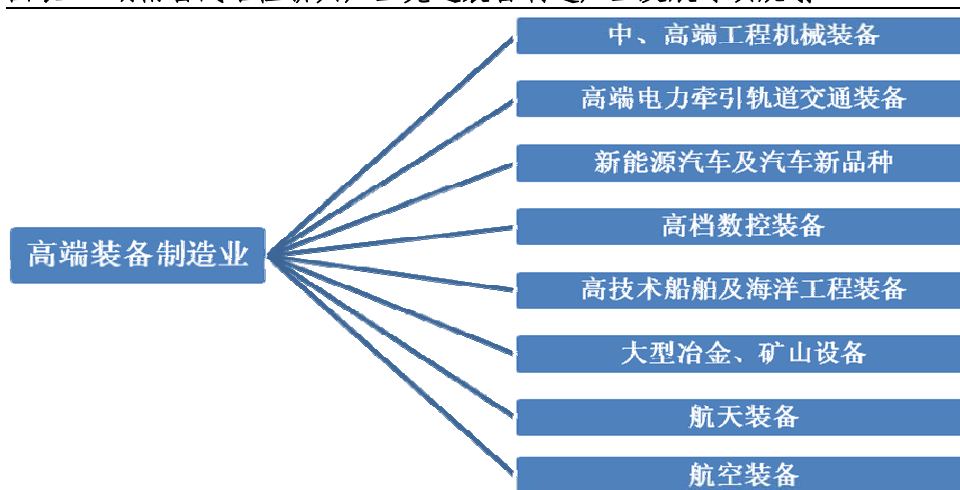 高端装备制造业
中、高端工程机械装备
高端电力牵引轨道交通装备
新能源汽车及汽车新品种
高档数控装备
高技术船舶及海洋工程装备
大型冶金、矿山设备
航天装备
航空装备